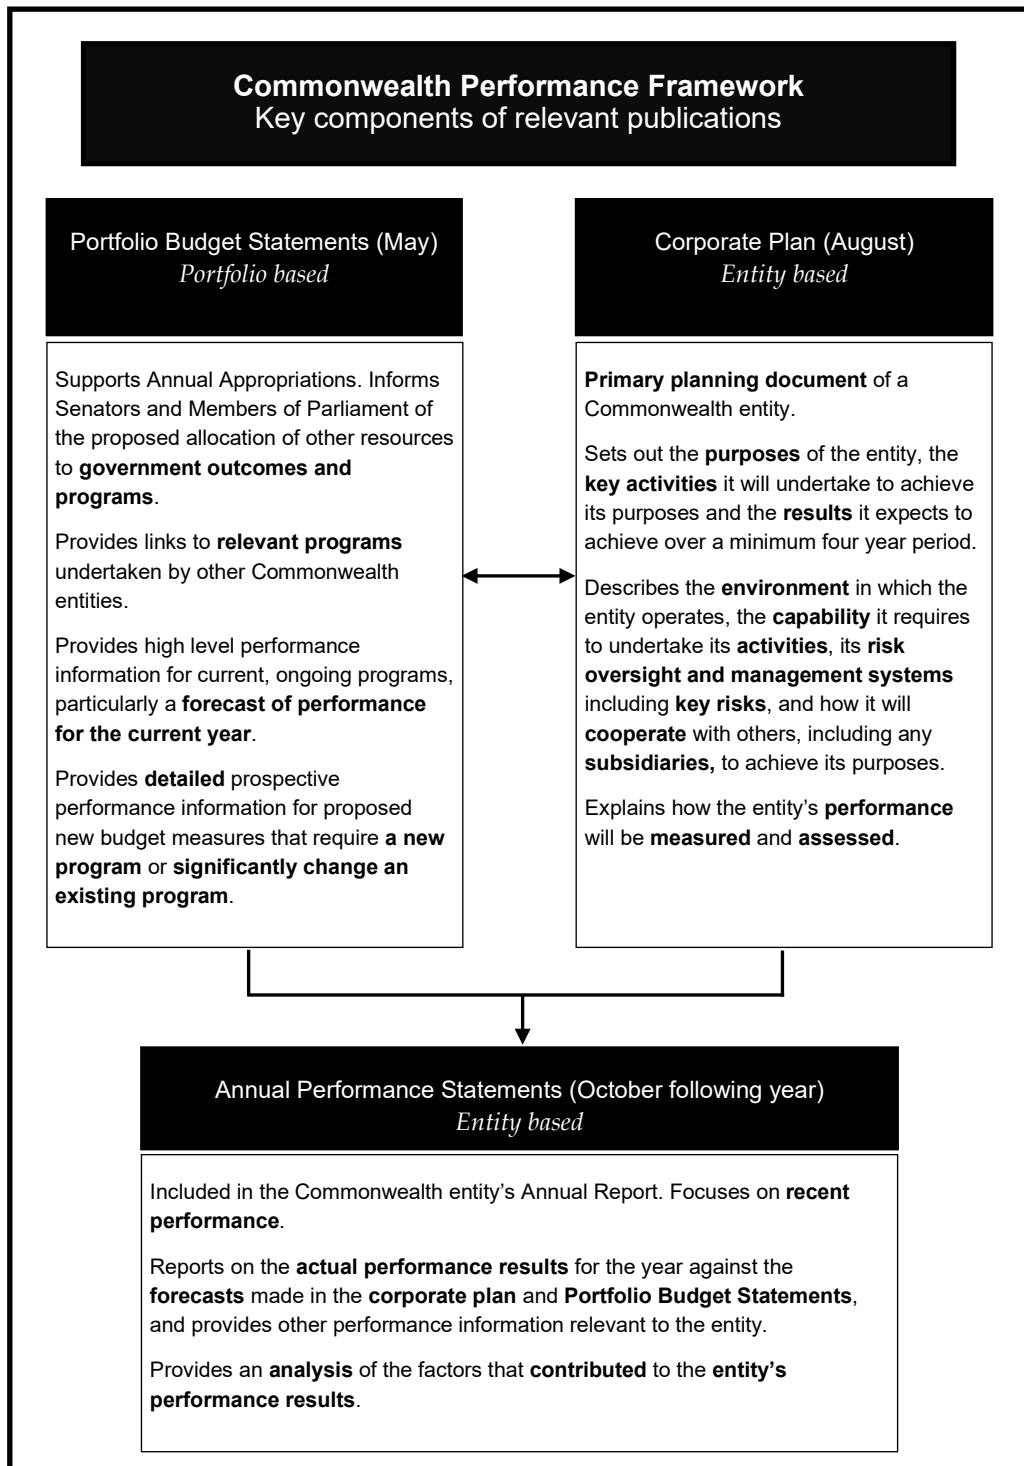 Commonwealth Performance Framework
Key components of relevant publications
Portfolio Budget Statements (May)
Portfolio based
Supports Annual Appropriations. Informs
Senators and Members of Parliament of
the proposed allocation of other resources
to government outcomes and
programs.
Provides links to relevant programs
undertaken by other Commonwealth
entities.
Provides high level performance
information for current, ongoing programs,
particularly a forecast of performance
for the current year.
Provides detailed prospective
performance information for proposed
new budget measures that require a new
program or significantly change an
existing program.
Corporate Plan (August)
Entity based
Primary planning document of a
Commonwealth entity.
Sets out the purposes of the entity, the
key activities it will undertake to achieve
its purposes and the results it expects to
achieve over a minimum four year period.
Describes the environment in which the
entity operates, the capability it requires
to undertake its activities, its risk
oversight and management systems
including key risks, and how it will
cooperate with others, including any
subsidiaries, to achieve its purposes.
Explains how the entity’s performance
will be measured and assessed.
Annual Performance Statements (October following year)
Entity based
Included in the Commonwealth entity’s Annual Report. Focuses on recent
performance.
Reports on the actual performance results for the year against the
forecasts made in the corporate plan and Portfolio Budget Statements,
and provides other performance information relevant to the entity.
Provides an analysis of the factors that contributed to the entity’s
performance results.